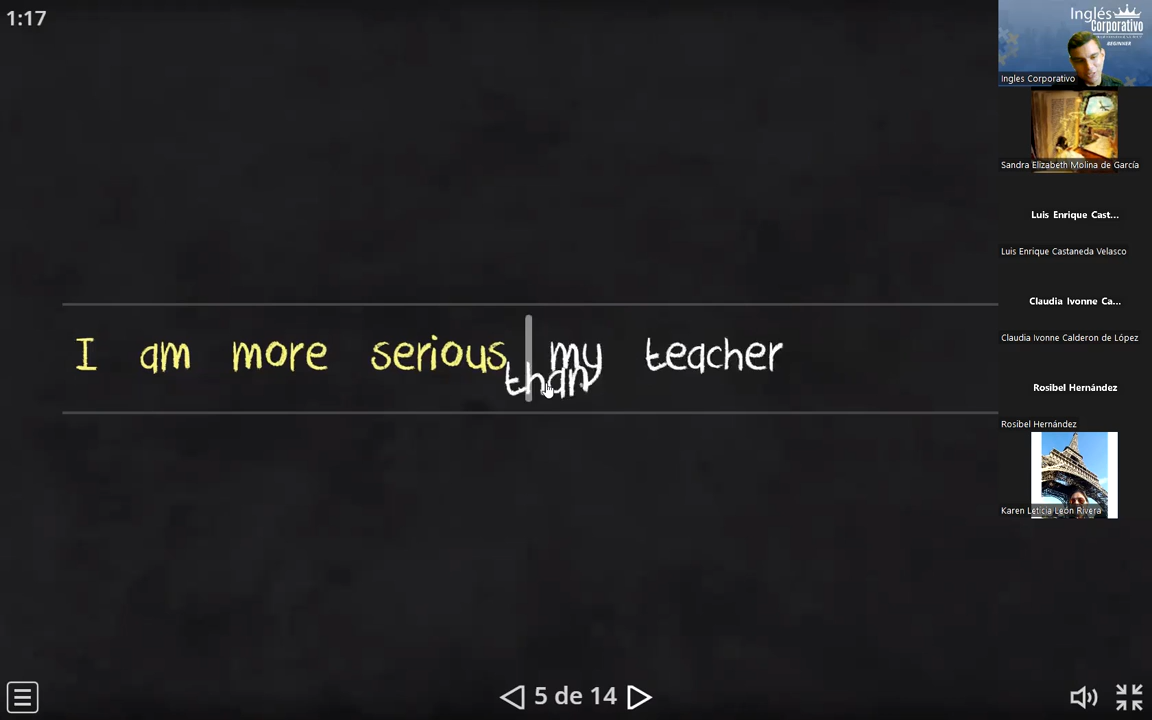 1:17
Inglés
Corporativo
BEGINNER
Ingles Corporativo
Sandra Elizabeth Molina de García
Luis Enrique Cast...
Luis Enrique Castaneda Velasco
Claudia Ivonne Ca...
Claudia Ivonne Calderon de López
Rosibel Hernández
Rosibel Hernández
Karen Leticia León Rivera
I am more serious than my teacher
5 de 14